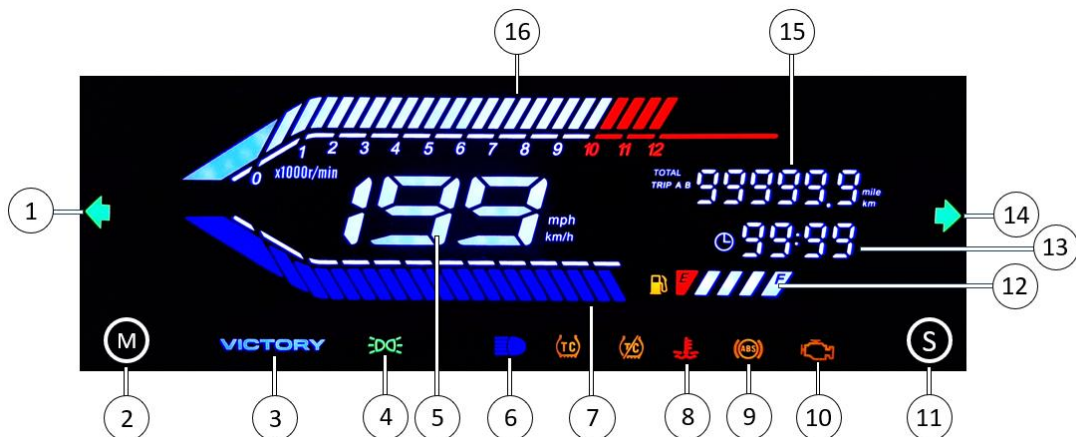 16
15
0 1 2 3 4 5 6 7 8 9 10 11 12
x1000r/min
TOTAL
TRIP A B
99999.9
mile
km
1
199
mph
km/h
14
99:99
13
E F
12
M
VICTORY
TC
TC
ABS
S
2
3
4
5
6
7
8
9
10
11